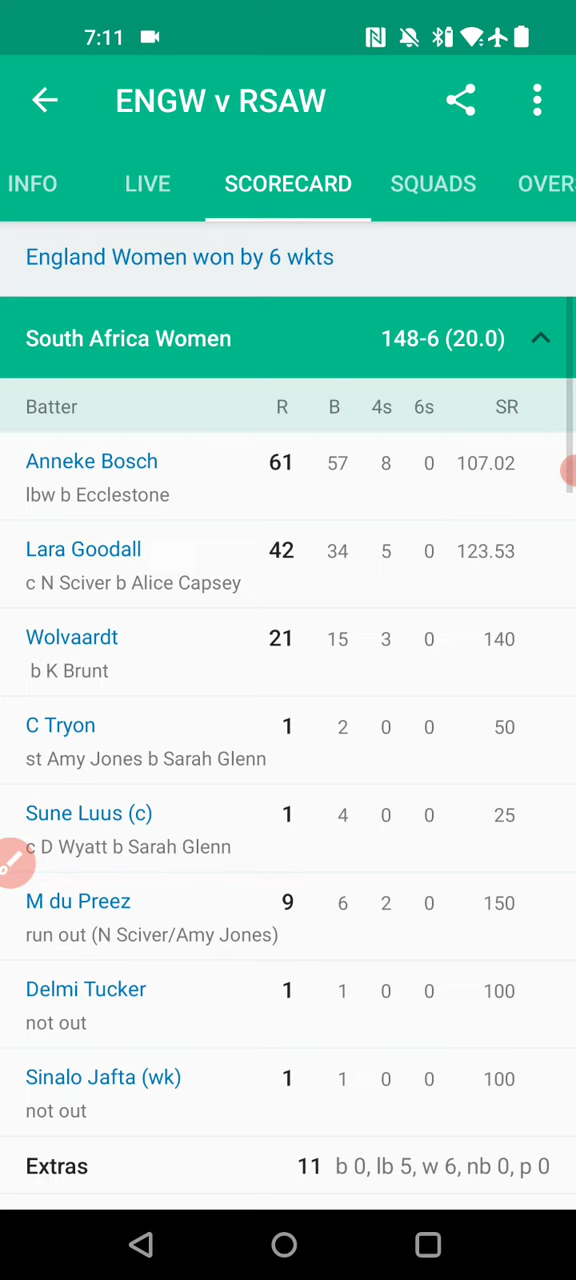 7:11
ENGW v RSAW
INFO LIVE SCORECARD SQUADS OVER
England Women won by 6 wkts
South Africa Women 148-6 (20.0)
Batter R B 4s 6s SR
Anneke Bosch 61 57 8 0 107.02
lbw b Ecclestone
Lara Goodall 42 34 5 0 123.53
c N Sciver b Alice Capsey
Wolvaardt 21 15 3 0 140
b K Brunt
C Tryon 1 2 0 0 50
st Amy Jones b Sarah Glenn
Sune Luus (c) 1 4 0 0 25
c D Wyatt b Sarah Glenn
M du Preez 9 6 2 0 150
run out (N Sciver/Amy Jones)
Delmi Tucker 1 1 0 0 100
not out
Sinalo Jafta (wk) 1 1 0 0 100
not out
Extras 11 b 0, lb 5, w 6, nb 0, p 0